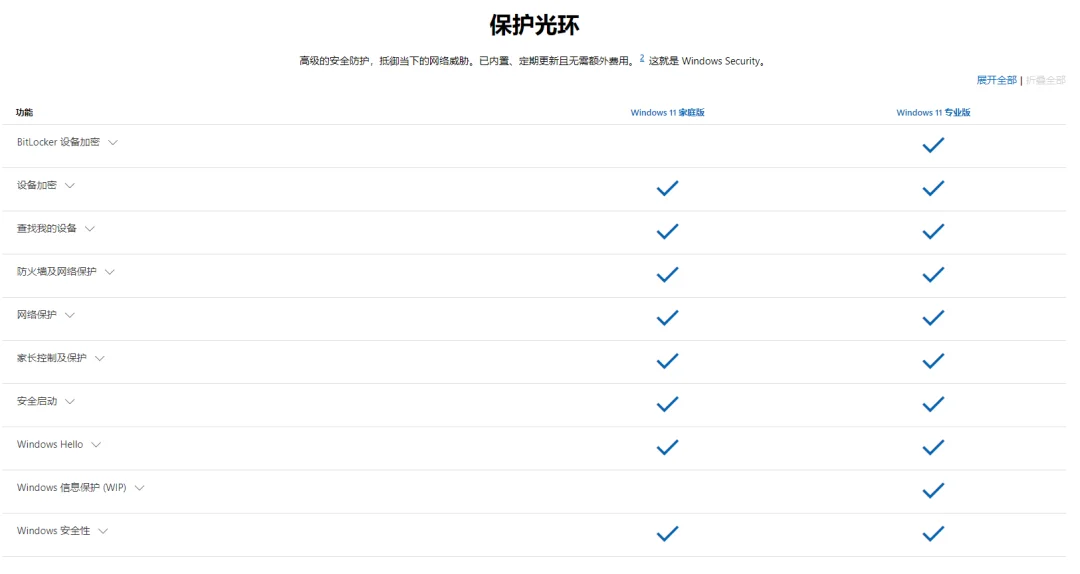 保护光环
高级的安全防护，抵御当下的网络威胁。已内置、定期更新且无需额外费用。2 这就是 Windows Security。
展开全部 | 折叠全部
功能 Windows 11 家庭版 Windows 11 专业版
BitLocker 设备加密
设备加密
查找我的设备
防火墙及网络保护
网络保护
家长控制及保护
安全启动
Windows Hello
Windows 信息保护 (WIP)
Windows 安全性